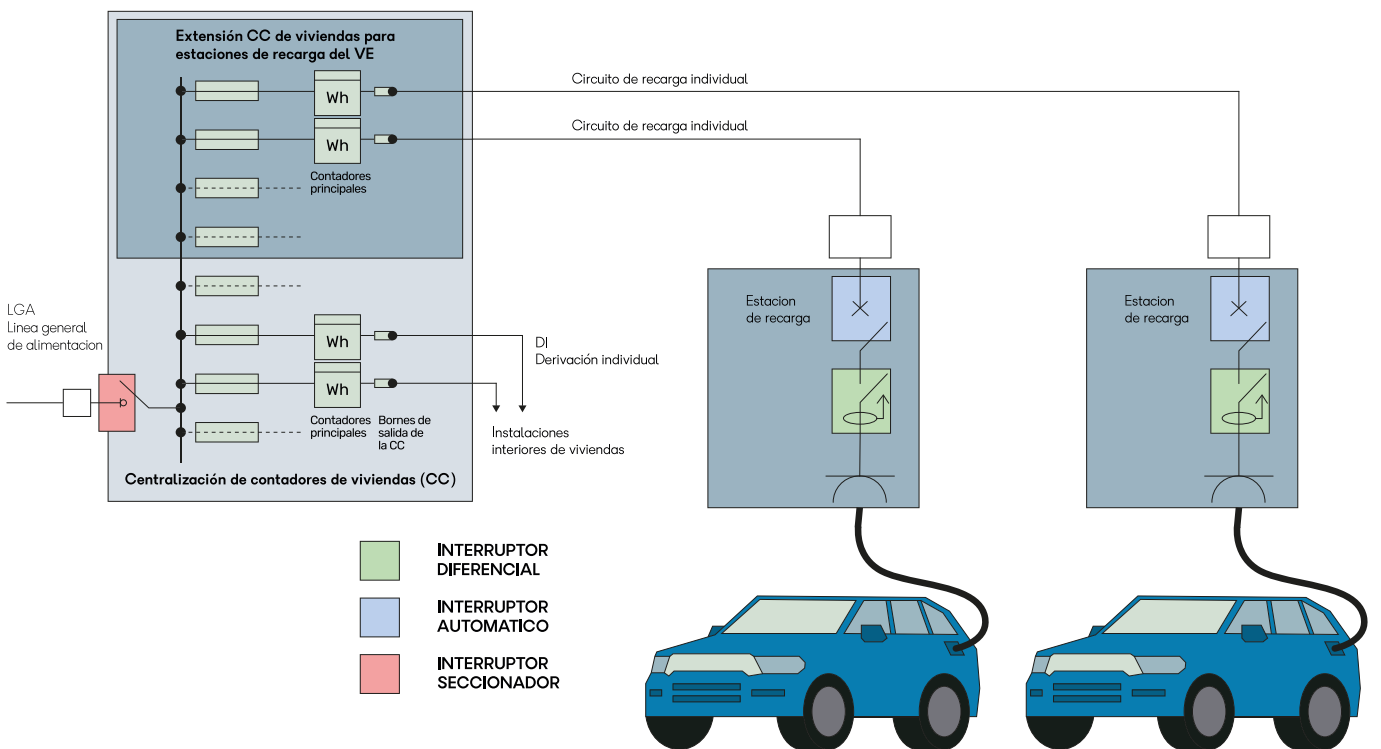 Extensión CC de viviendas para
estaciones de recarga del VE
Wh
Circuito de recarga individual
Wh
Circuito de recarga individual
Contadores
principales
LGA
Linea general
de alimentacion
Wh
DI
Derivación individual
Wh
Contadores
principales
Bornes de
salida de
la CC
Instalaciones
interiores de viviendas
Centralización de contadores de viviendas (CC)
Estacion
de recarga
Estacion
de recarga
INTERRUPTOR
DIFERENCIAL
INTERRUPTOR
AUTOMATICO
INTERRUPTOR
SECCIONADOR